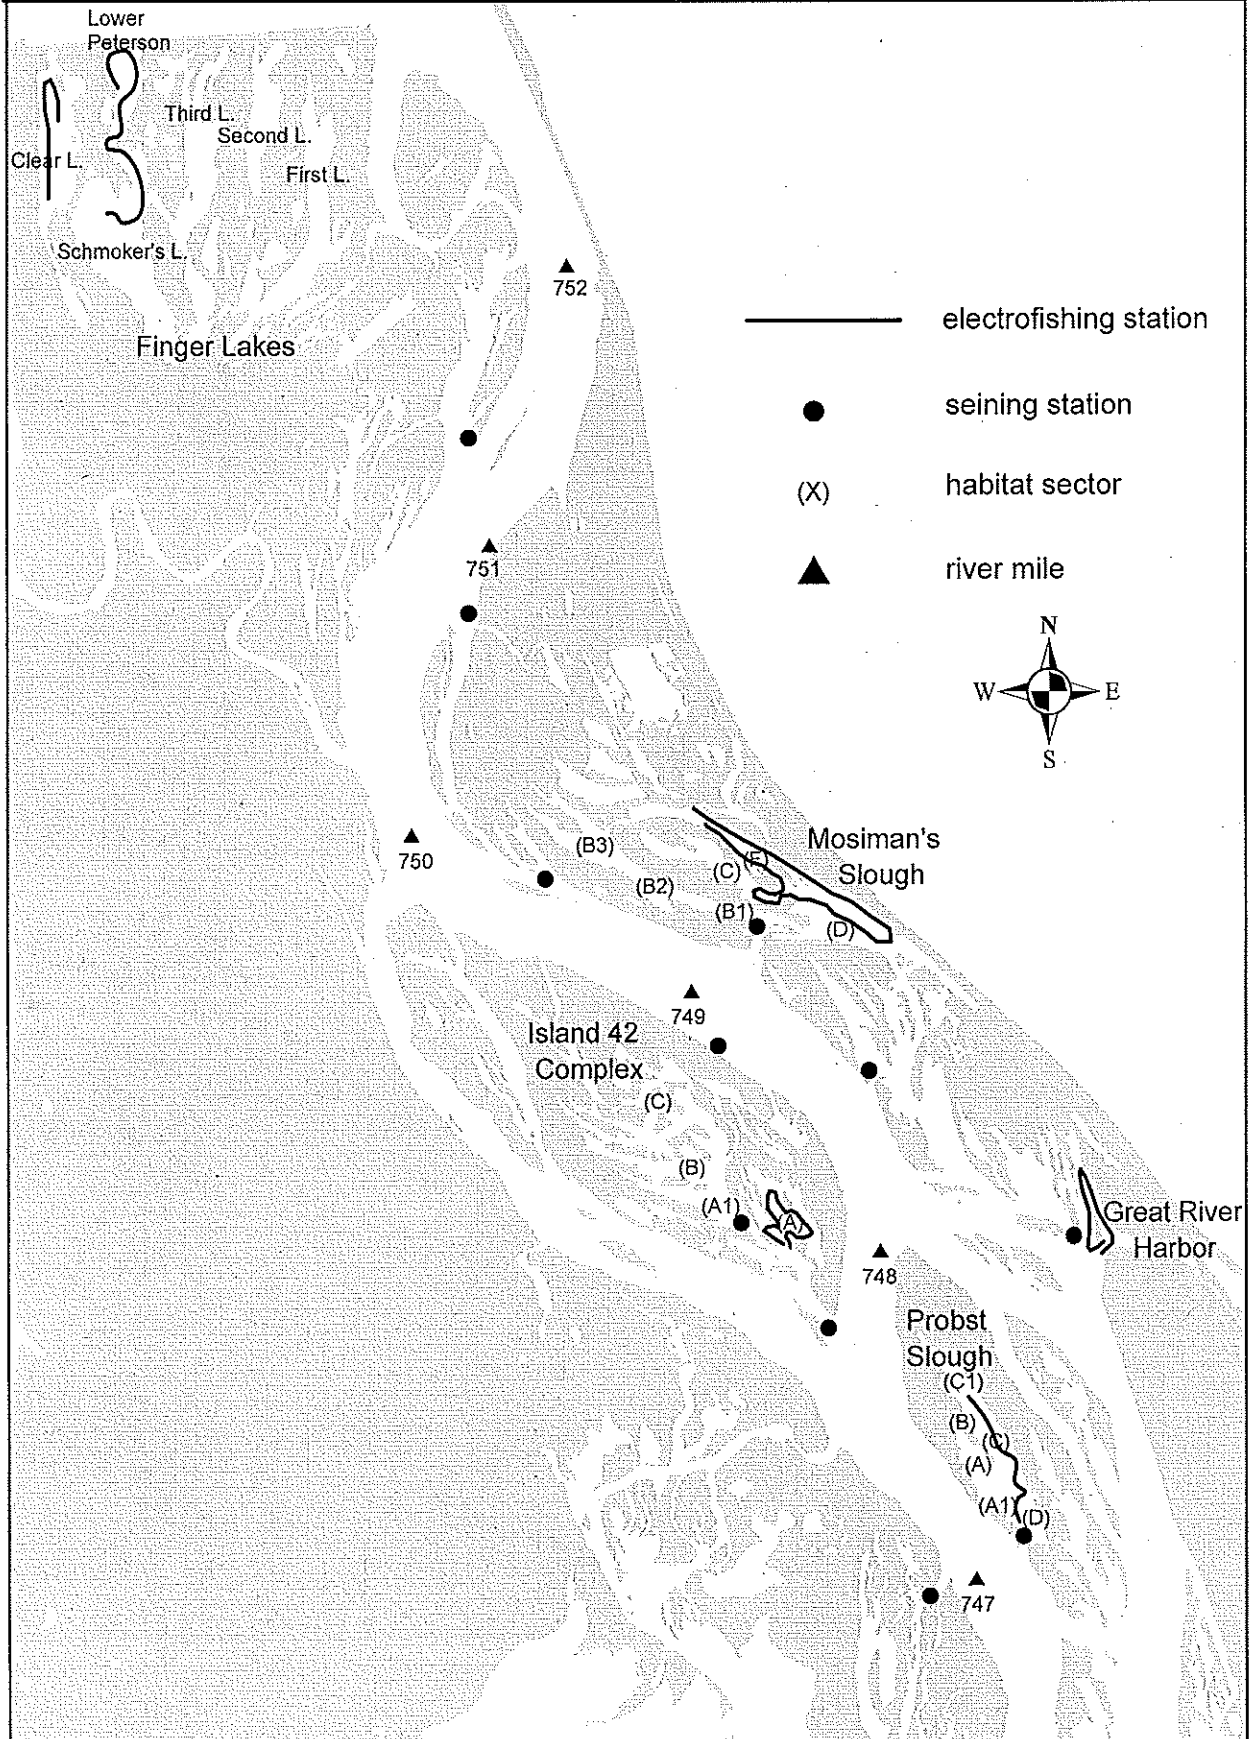 Lower
Peterson
Third L.
Second L.
Clear L.
First L.
Schmoker's L.
752
electrofishing station
Finger Lakes
seining station
(X) habitat sector
751
river mile
N
W E
S
Mosiman's
Slough
750
(B3)
(E)
(C)
(B2)
(B1)
(D)
749
Island 42
Complex
(C)
(B)
(A1)
(A)
Great River
Harbor
748
Probst
Slough
(C1)
(B)
(C)
(A)
(A1)
(D)
747